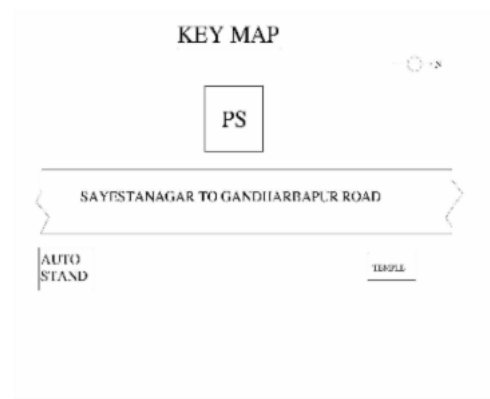 KEY MAP
N
PS
SAYESTANAGAR TO GANDHARBAPUR ROAD
AUTO
STAND
TEMPLE